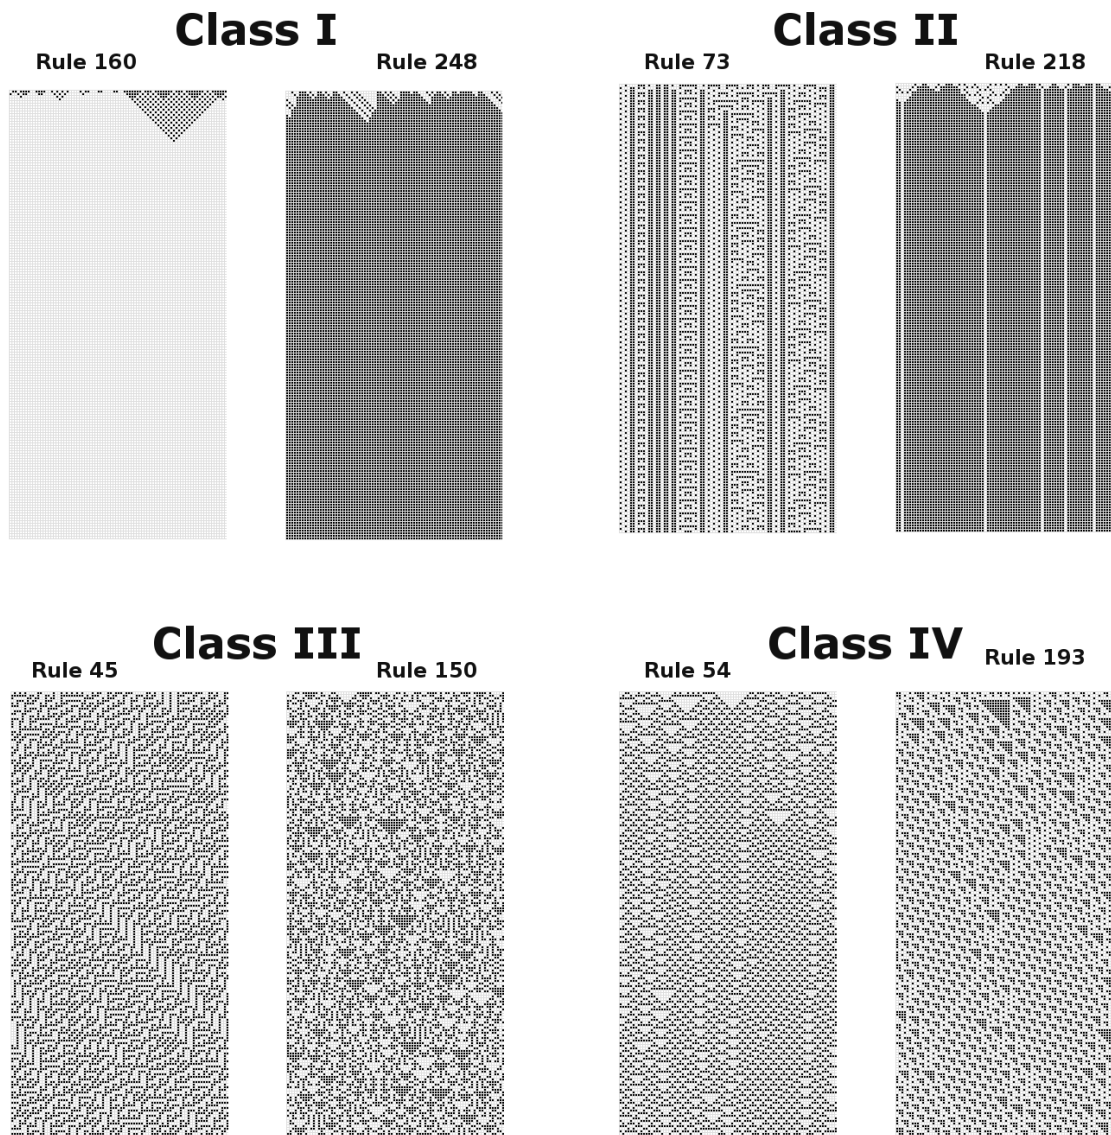 Class I
Rule 160
Rule 248
Class II
Rule 73
Rule 218
Class III
Rule 45
Rule 150
Class IV
Rule 54
Rule 193